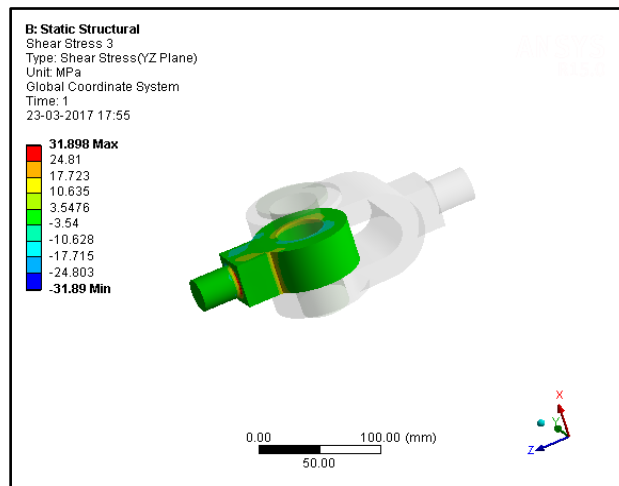 B: Static Structural
Shear Stress 3
Type: Shear Stress(YZ Plane)
Unit: MPa
Global Coordinate System
Time: 1
23-03-2017 17:55
31.898 Max
24.81
17.723
10.635
3.5476
-3.54
-10.628
-17.715
-24.803
-31.89 Min
X
Y
Z
0.00
100.00 (mm)
50.00